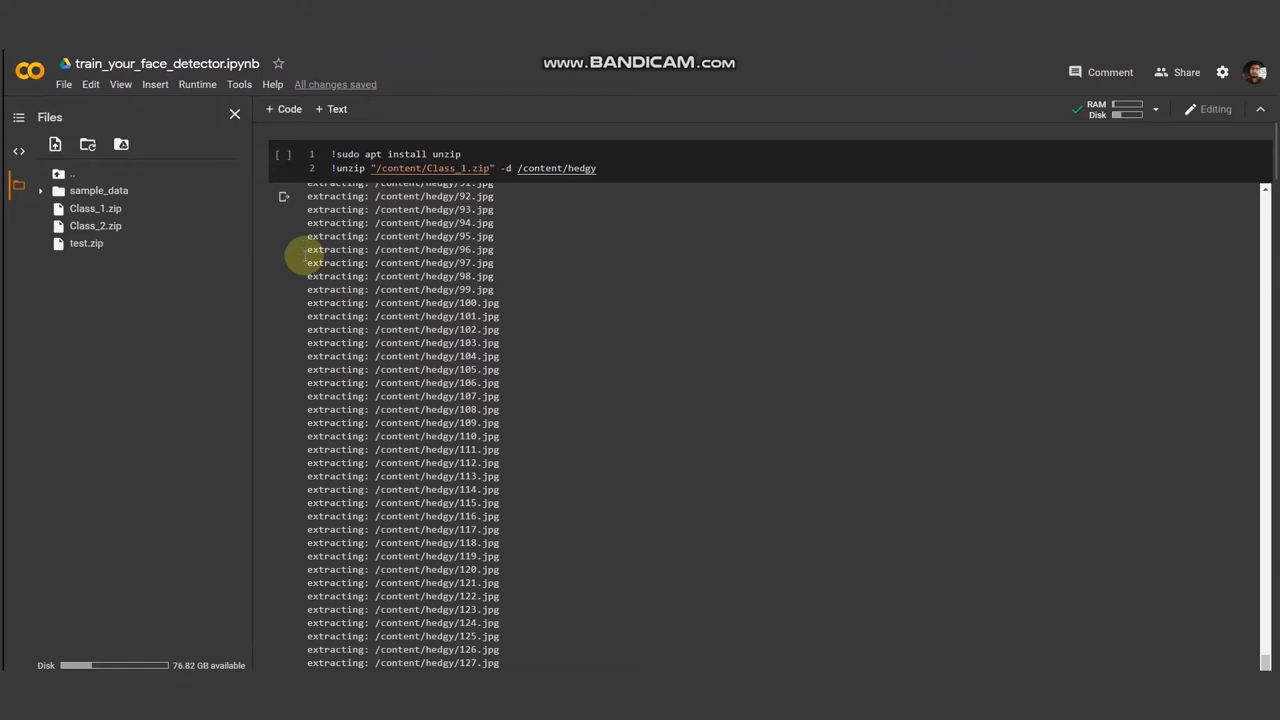 www.BANDICAM.com
train_your_face_detector.ipynb
File Edit View Insert Runtime Tools Help All changes saved
Comment Share
Files
+ Code + Text
RAM
Disk
Editing
..
sample_data
Class_1.zip
Class_2.zip
test.zip
[ ] 1 !sudo apt install unzip
2 !unzip "/content/Class_1.zip" -d /content/hedgy
extracting: /content/hedgy/91.jpg
extracting: /content/hedgy/92.jpg
extracting: /content/hedgy/93.jpg
extracting: /content/hedgy/94.jpg
extracting: /content/hedgy/95.jpg
extracting: /content/hedgy/96.jpg
extracting: /content/hedgy/97.jpg
extracting: /content/hedgy/98.jpg
extracting: /content/hedgy/99.jpg
extracting: /content/hedgy/100.jpg
extracting: /content/hedgy/101.jpg
extracting: /content/hedgy/102.jpg
extracting: /content/hedgy/103.jpg
extracting: /content/hedgy/104.jpg
extracting: /content/hedgy/105.jpg
extracting: /content/hedgy/106.jpg
extracting: /content/hedgy/107.jpg
extracting: /content/hedgy/108.jpg
extracting: /content/hedgy/109.jpg
extracting: /content/hedgy/110.jpg
extracting: /content/hedgy/111.jpg
extracting: /content/hedgy/112.jpg
extracting: /content/hedgy/113.jpg
extracting: /content/hedgy/114.jpg
extracting: /content/hedgy/115.jpg
extracting: /content/hedgy/116.jpg
extracting: /content/hedgy/117.jpg
extracting: /content/hedgy/118.jpg
extracting: /content/hedgy/119.jpg
extracting: /content/hedgy/120.jpg
extracting: /content/hedgy/121.jpg
extracting: /content/hedgy/122.jpg
extracting: /content/hedgy/123.jpg
extracting: /content/hedgy/124.jpg
extracting: /content/hedgy/125.jpg
extracting: /content/hedgy/126.jpg
extracting: /content/hedgy/127.jpg
Disk 76.82 GB available